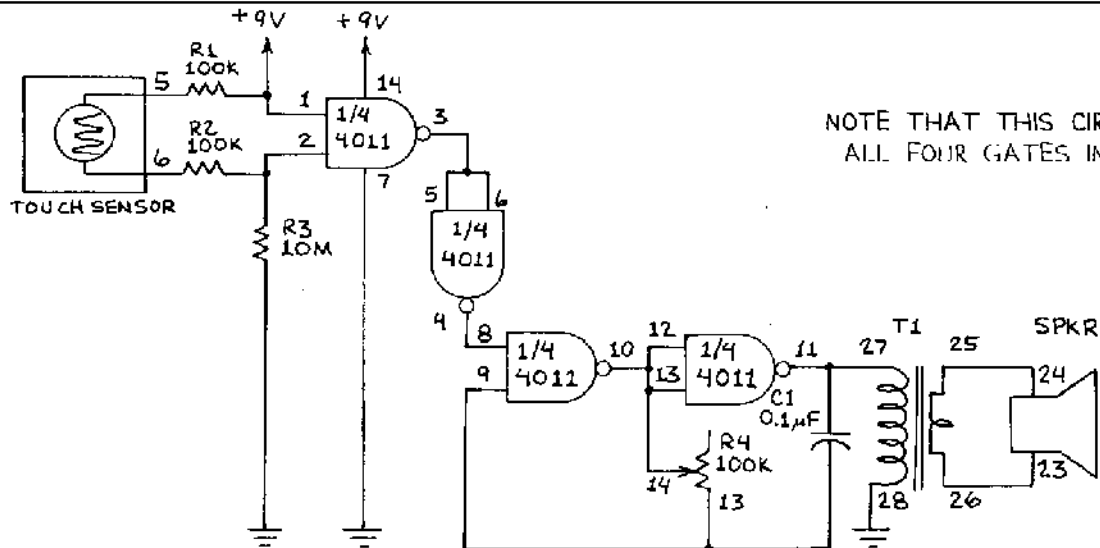 +9V
+9V
R1
100K
5
14
1
1/4
4011
3
2
R2
100K
6
7
TOUCH SENSOR
R3
10M
NOTE THAT THIS CIR
ALL FOUR GATES IN
5
6
1/4
4011
4
8
1/4
4011
9
10
12
1/4
4011
13
11
C1
0.1μF
R4
100K
14
13
T1
27
25
28
26
SPKR
24
23